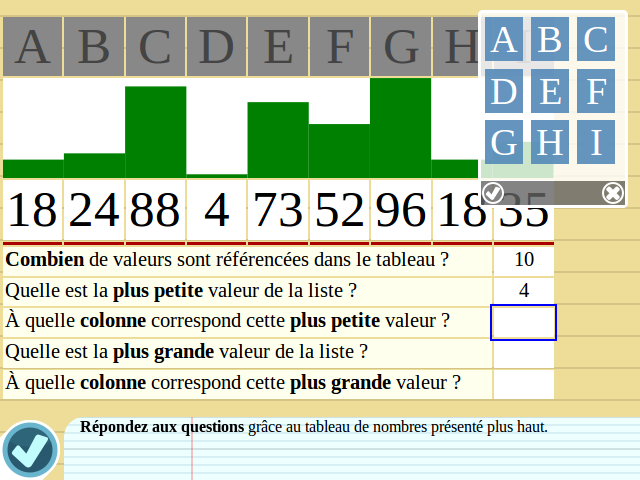 A B C D E F G H
A B C
D E F
G H I
18 24 88 4 73 52 96 18 35
Combien de valeurs sont référencées dans le tableau ? 10
Quelle est la plus petite valeur de la liste ? 4
À quelle colonne correspond cette plus petite valeur ?
Quelle est la plus grande valeur de la liste ?
À quelle colonne correspond cette plus grande valeur ?
Répondez aux questions grâce au tableau de nombres présenté plus haut.